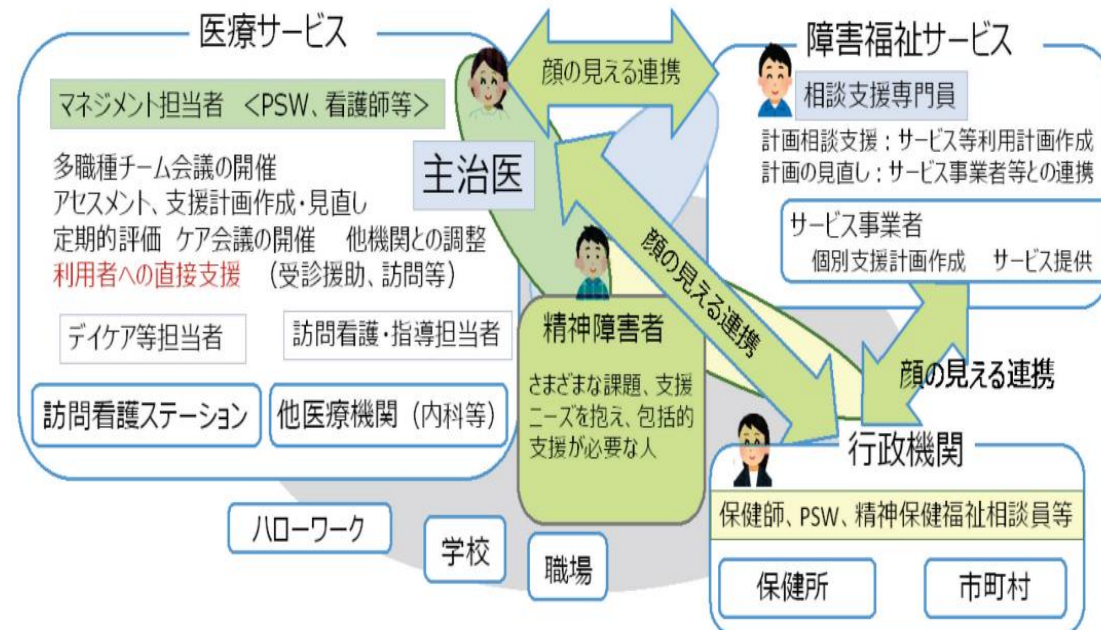 医療サービス
マネジメント担当者 <PSW、看護師等>
多職種チーム会議の開催
アセスメント、支援計画作成・見直し
定期的評価 ケア会議の開催 他機関との調整
利用者への直接支援 (受診援助、訪問等)
主治医
デイケア等担当者
訪問看護・指導担当者
訪問看護ステーション
他医療機関(内科等)
顔の見える連携
障害福祉サービス
相談支援専門員
計画相談支援:サービス等利用計画作成
計画の見直し:サービス事業者等との連携
サービス事業者
個別支援計画作成 サービス提供
顔の見える連携
顔の見える連携
精神障害者
さまざまな課題、支援
ニーズを抱え、包括的
支援が必要な人
行政機関
保健師、PSW、精神保健福祉相談員等
保健所
市町村
ハローワーク
学校
職場